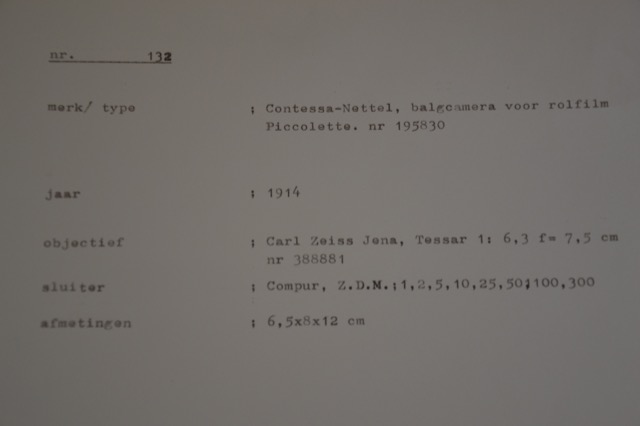 nr. 132
merk/ type : Contessa-Nettel, balgcamera voor rolfilm
Piccolette. nr 195830
jaar : 1914
objectief : Carl Zeiss Jena, Tessar 1: 6,3 f= 7,5 cm
nr 388881
sluiter : Compur, Z.D.M.;1,2,5,10,25,50;100,300
afmetingen : 6,5x8x12 cm